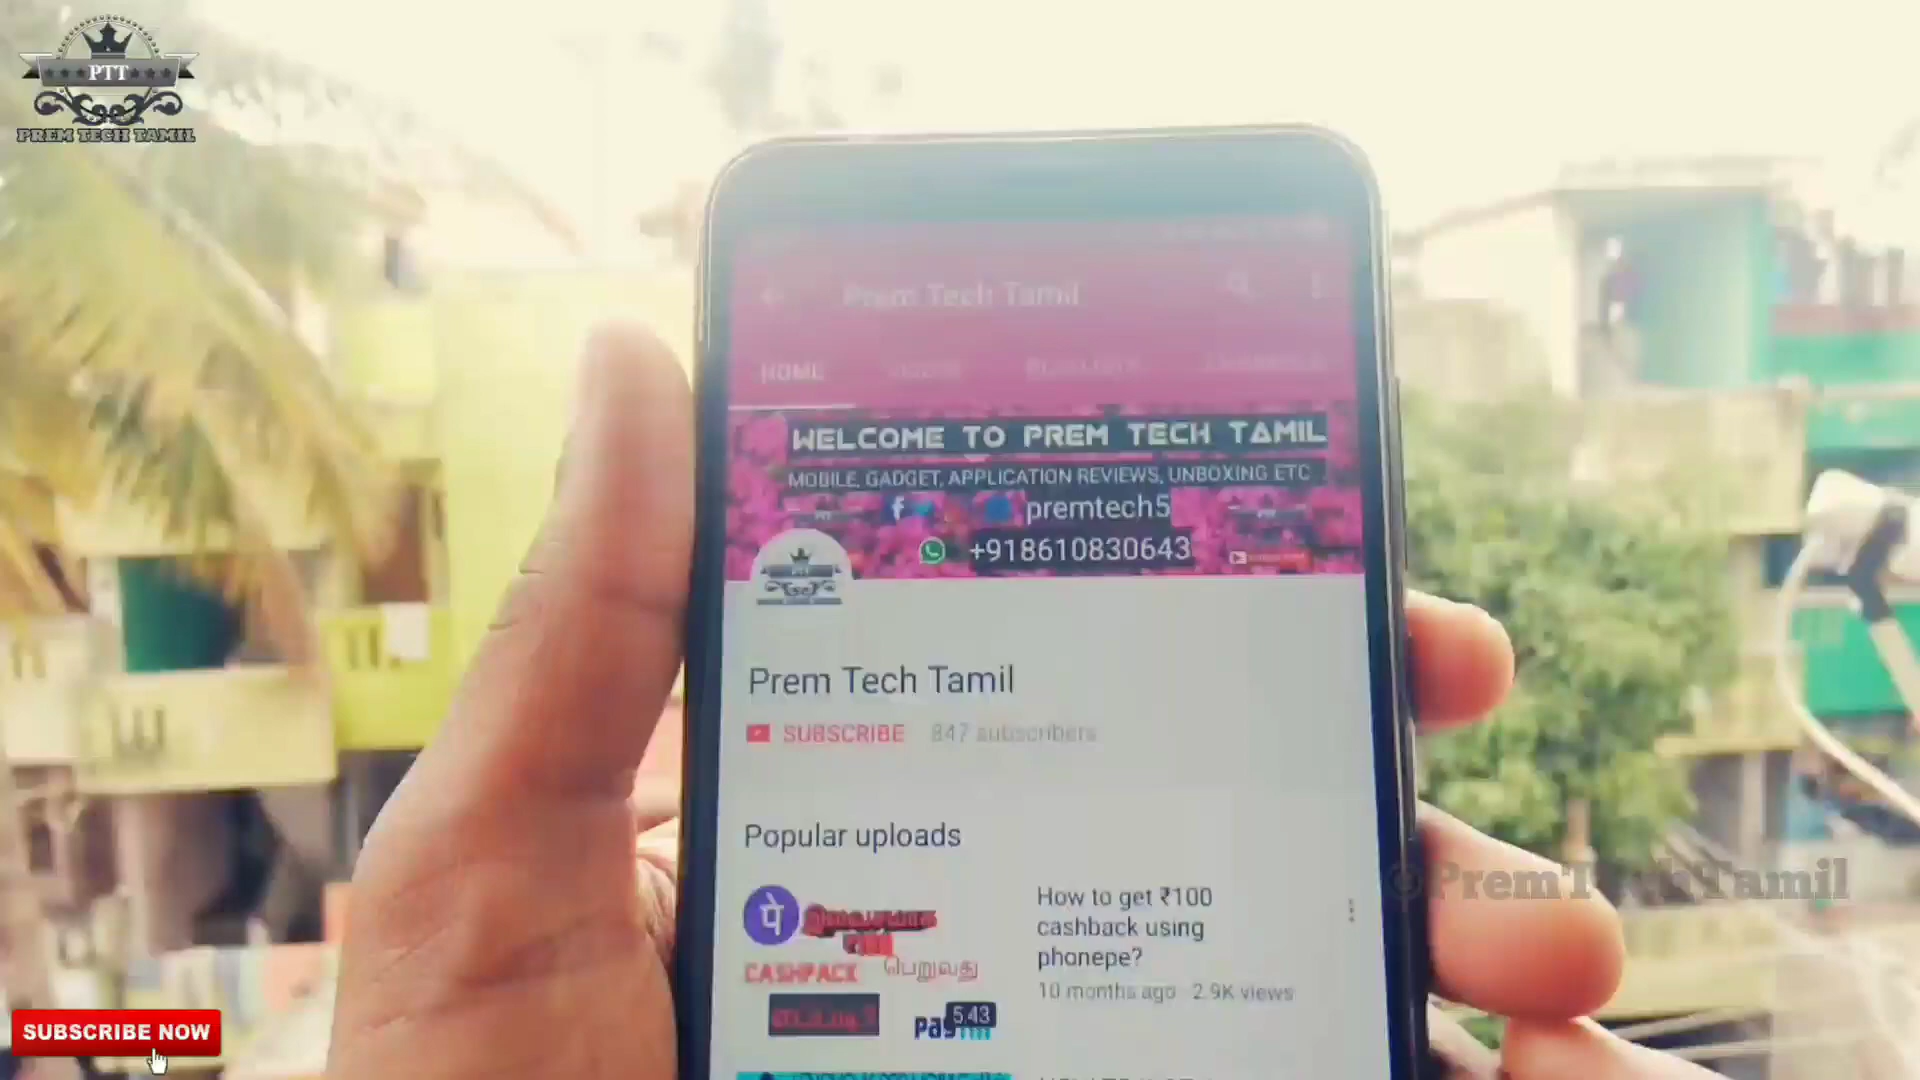 PTT
PREM TECH TAMIL
Prem Tech Tamil
HOME
WELCOME TO PREM TECH TAMIL
MOBILE, GADGET, APPLICATION REVIEWS, UNBOXING ETC
premtech5
+918610830643
PTT
Prem Tech Tamil
SUBSCRIBE 847 subscribers
Popular uploads
பெறுவது
5:43
How to get ₹100
cashback using
phonepe?
10 months ago · 2.9K views
@PremTechTamil
SUBSCRIBE NOW